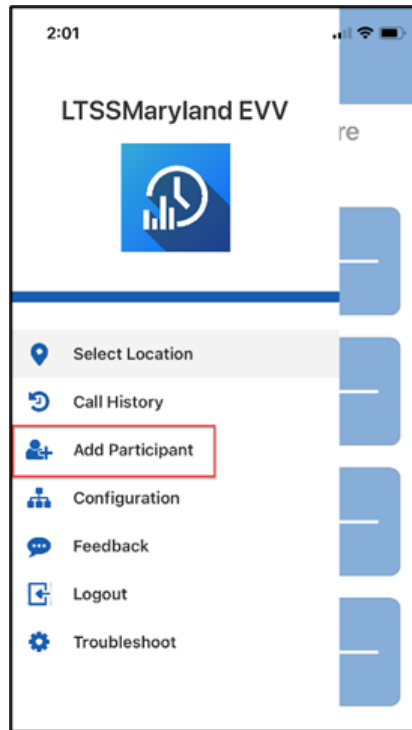 2:01
LTSSMaryland EVV
re
Select Location
Call History
Add Participant
Configuration
Feedback
Logout
Troubleshoot